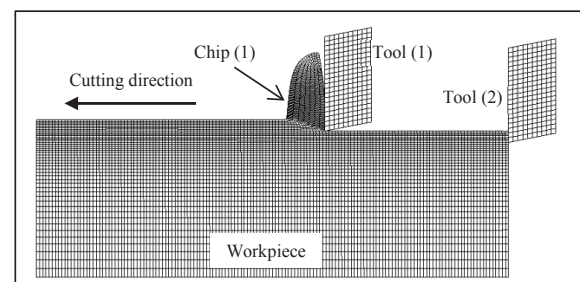 Chip (1)
Tool (1)
Cutting direction
Tool (2)
Workpiece